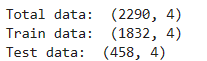 Total data:  (2290, 4)
Train data:  (1832, 4)
Test data:  (458, 4)